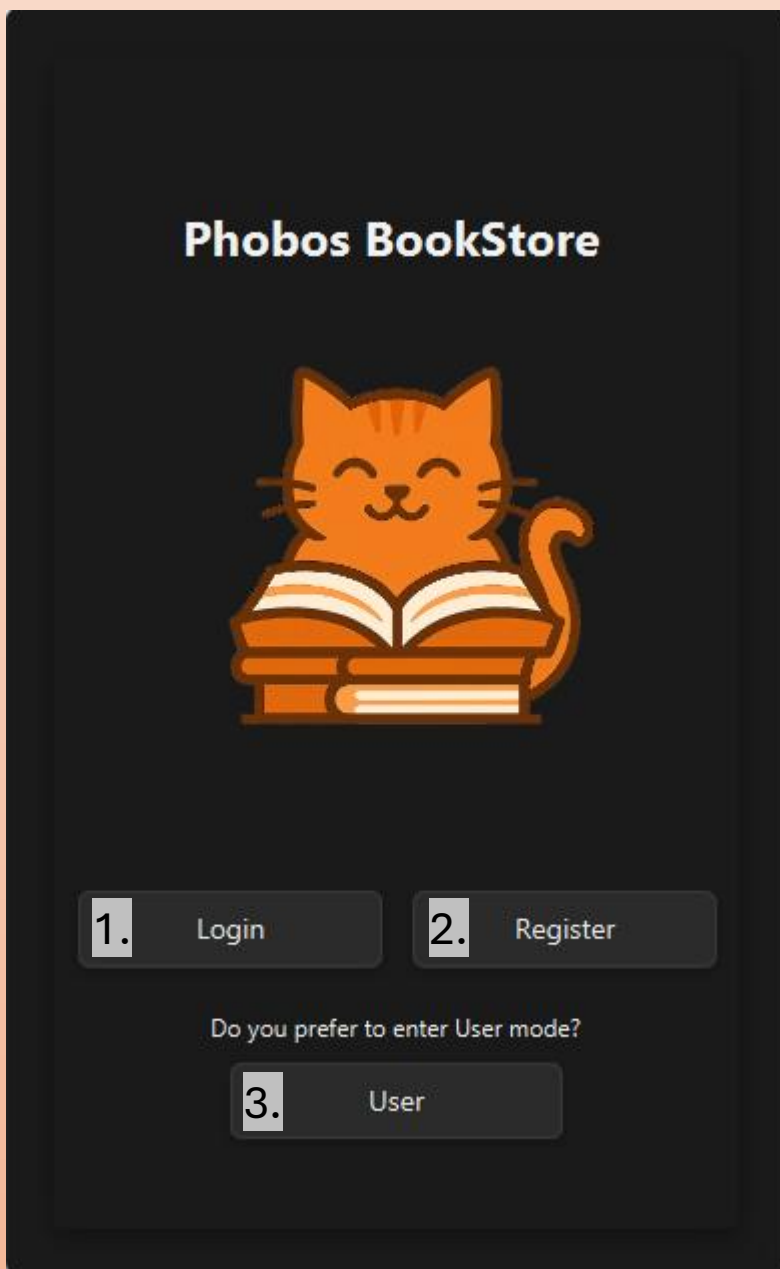 Phobos BookStore
1. Login
2. Register
Do you prefer to enter User mode?
3. User